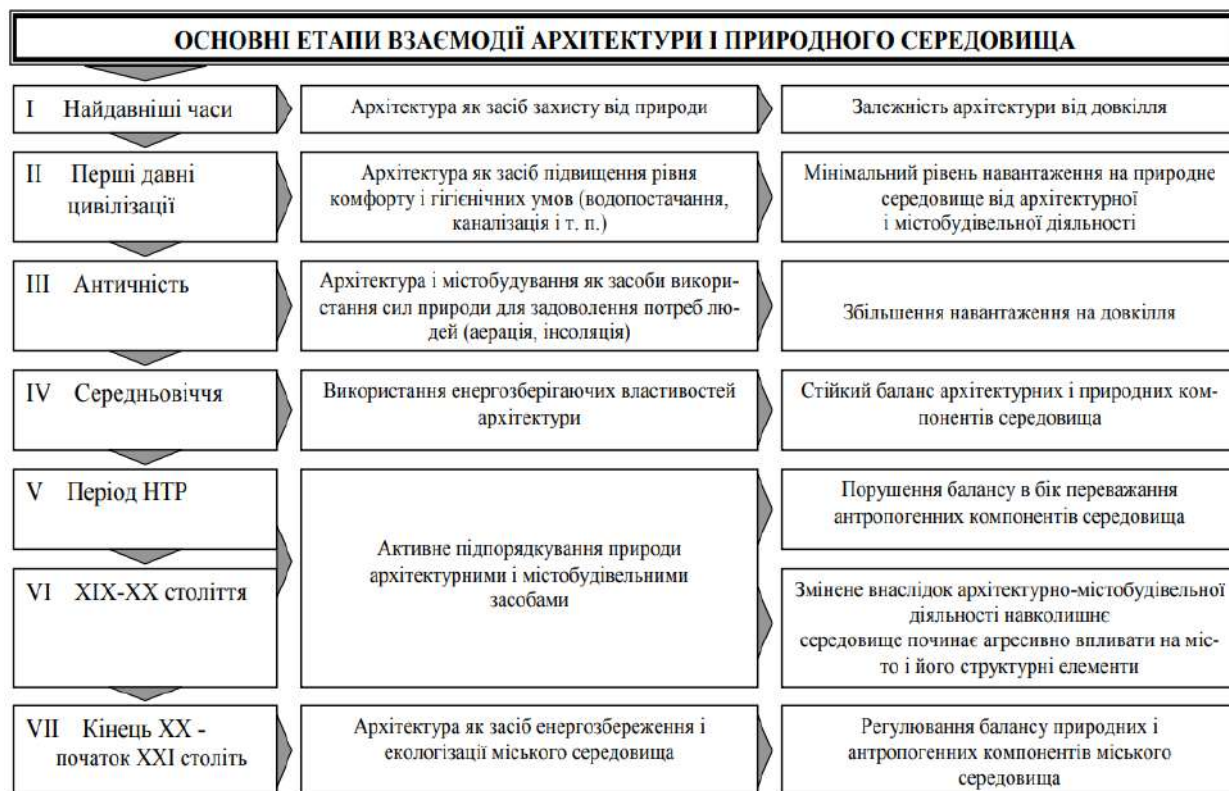 ОСНОВНІ ЕТАПИ ВЗАЄМОДІЇ АРХІТЕКТУРИ І ПРИРОДНОГО СЕРЕДОВИЩА
I Найдавніші часи
Архітектура як засіб захисту від природи
Залежність архітектури від довкілля
II Перші давні
цивілізації
Архітектура як засіб підвищення рівня
комфорту і гігієнічних умов (водопостачання,
каналізація і т. п.)
Мінімальний рівень навантаження на природне
середовище від архітектурної
і містобудівельної діяльності
III Античність
Архітектура і містобудування як засоби викори-
стання сил природи для задоволення потреб лю-
дей (аерація, інсоляція)
Збільшення навантаження на довкілля
IV Середньовіччя
Використання енергозберігаючих властивостей
архітектури
Стійкий баланс архітектурних і природних ком-
понентів середовища
V Період НТР
Активне підпорядкування природи
архітектурними і містобудівельними
засобами
Порушення балансу в бік переважання
антропогенних компонентів середовища
VI XIX-XX століття
Змінене внаслідок архітектурно-містобудівельної
діяльності навколишнє
середовище починає агресивно впливати на міс-
то і його структурні елементи
VII Кінець XX -
початок XXI століть
Архітектура як засіб енергозбереження і
екологізації міського середовища
Регулювання балансу природних і
антропогенних компонентів міського
середовища